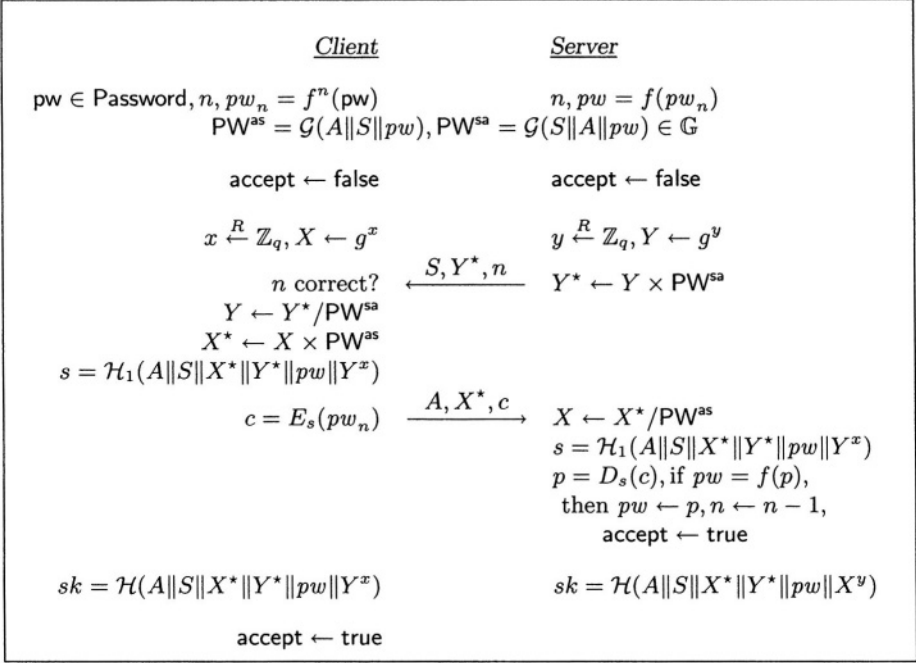 Client Server
pw ∈ Password, n, pw_n = f^n(pw) n, pw = f(pw_n)
PW^as = G(A∥S∥pw), PW^sa = G(S∥A∥pw) ∈ 𝔾
accept ← false accept ← false
x ←^R ℤ_q, X ← g^x y ←^R ℤ_q, Y ← g^y
n correct? S, Y*, n Y* ← Y × PW^sa
Y ← Y*/PW^sa
X* ← X × PW^as
s = H_1(A∥S∥X*∥Y*∥pw∥Y^x)
c = E_s(pw_n) A, X*, c X ← X*/PW^as
s = H_1(A∥S∥X*∥Y*∥pw∥Y^x)
p = D_s(c), if pw = f(p),
then pw ← p, n ← n − 1,
accept ← true
sk = H(A∥S∥X*∥Y*∥pw∥Y^x) sk = H(A∥S∥X*∥Y*∥pw∥X^y)
accept ← true